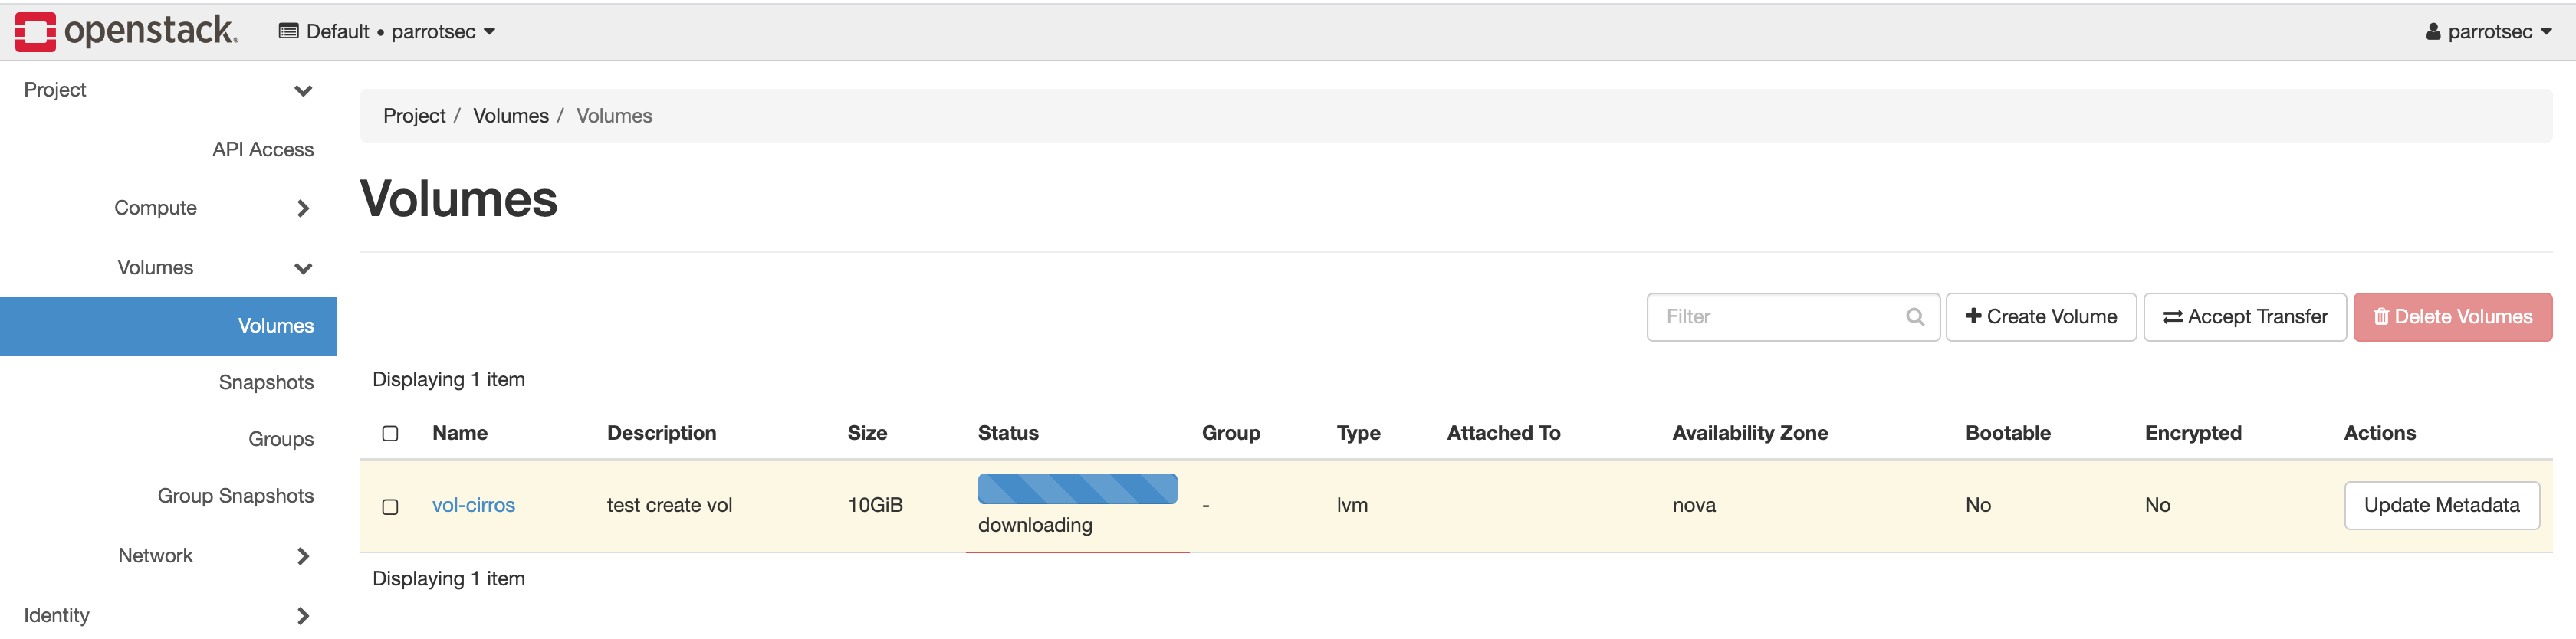 openstack. Default • parrotsec parrotsec
Project
API Access
Compute
Volumes
Volumes
Snapshots
Groups
Group Snapshots
Network
Identity
Project / Volumes / Volumes
Volumes
Filter Create Volume Accept Transfer Delete Volumes
Displaying 1 item
Name Description Size Status Group Type Attached To Availability Zone Bootable Encrypted Actions
vol-cirros test create vol 10GiB downloading - lvm nova No No Update Metadata
Displaying 1 item